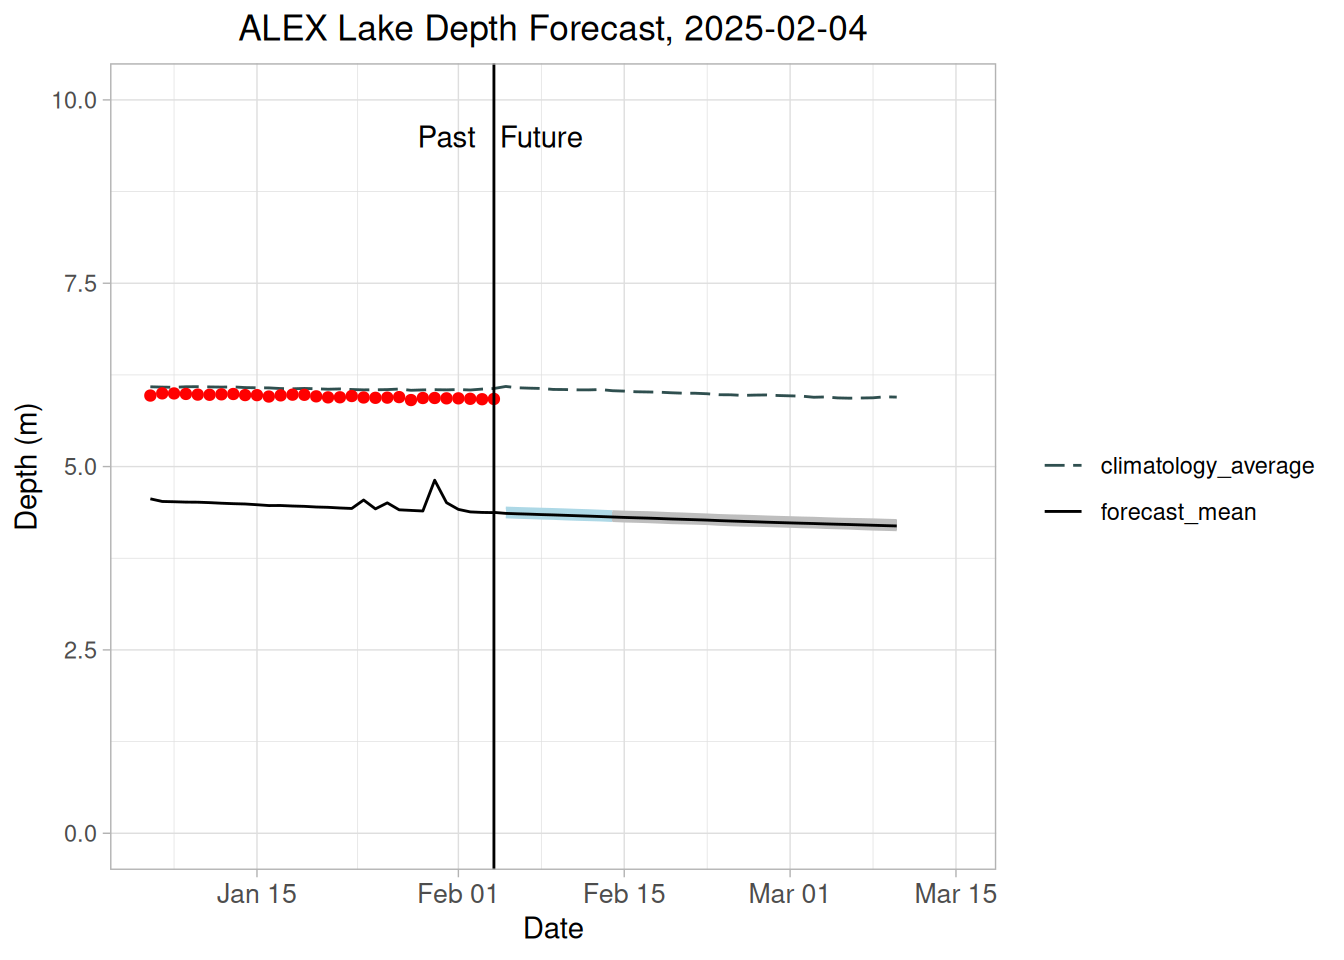 ALEX Lake Depth Forecast, 2025-02-04
10.0
Past Future
7.5
5.0
2.5
0.0
Depth (m)
climatology_average
forecast_mean
Jan 15 Feb 01 Feb 15 Mar 01 Mar 15
Date